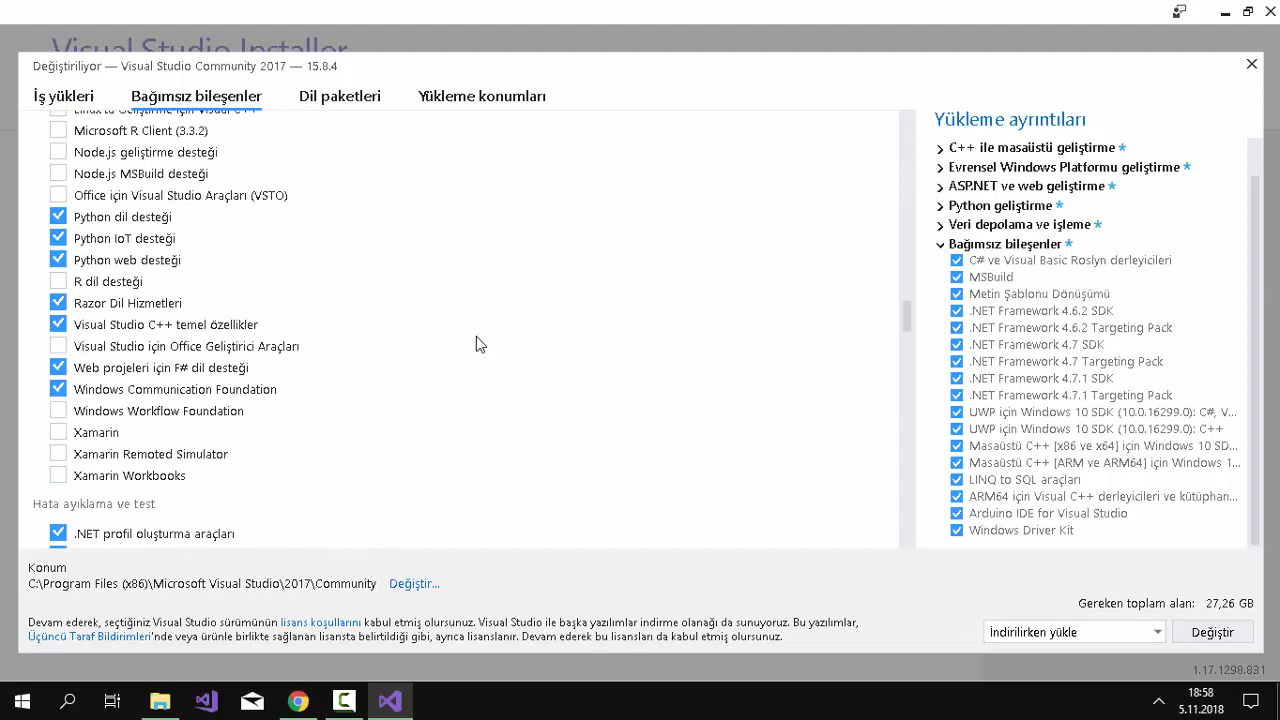 Visual Studio Installer
Değiştiriliyor — Visual Studio Community 2017 — 15.8.4
İş yükleri
Bağımsız bileşenler
Dil paketleri
Yükleme konumları
Linux'ta Geliştirme için Visual C++
Microsoft R Client (3.3.2)
Node.js geliştirme desteği
Node.js MSBuild desteği
Office için Visual Studio Araçları (VSTO)
Python dil desteği
Python IoT desteği
Python web desteği
R dil desteği
Razor Dil Hizmetleri
Visual Studio C++ temel özellikler
Visual Studio için Office Geliştirici Araçları
Web projeleri için F# dil desteği
Windows Communication Foundation
Windows Workflow Foundation
Xamarin
Xamarin Remoted Simulator
Xamarin Workbooks
Hata ayıklama ve test
.NET profil oluşturma araçları
Yükleme ayrıntıları
C++ ile masaüstü geliştirme *
Evrensel Windows Platformu geliştirme *
ASP.NET ve web geliştirme *
Python geliştirme *
Veri depolama ve işleme *
Bağımsız bileşenler *
C# ve Visual Basic Roslyn derleyicileri
MSBuild
Metin Şablonu Dönüşümü
.NET Framework 4.6.2 SDK
.NET Framework 4.6.2 Targeting Pack
.NET Framework 4.7 SDK
.NET Framework 4.7 Targeting Pack
.NET Framework 4.7.1 SDK
.NET Framework 4.7.1 Targeting Pack
UWP için Windows 10 SDK (10.0.16299.0): C#, V...
UWP için Windows 10 SDK (10.0.16299.0): C++
Masaüstü C++ [x86 ve x64] için Windows 10 SD...
Masaüstü C++ [ARM ve ARM64] için Windows 1...
LINQ to SQL araçları
ARM64 için Visual C++ derleyicileri ve kütüphan...
Arduino IDE for Visual Studio
Windows Driver Kit
Konum
C:\Program Files (x86)\Microsoft Visual Studio\2017\Community Değiştir...
Gereken toplam alan: 27,26 GB
Devam ederek, seçtiğiniz Visual Studio sürümünün lisans koşullarını kabul etmiş olursunuz. Visual Studio ile başka yazılımlar indirme olanağı da sunuyoruz. Bu yazılımlar,
Üçüncü Taraf Bildirimleri'nde veya ürünle birlikte sağlanan lisansta belirtildiği gibi, ayrıca lisanslanır. Devam ederek bu lisansları da kabul etmiş olursunuz.
İndirilirken yükle
Değiştir
1.17.1298.831
18:58
5.11.2018